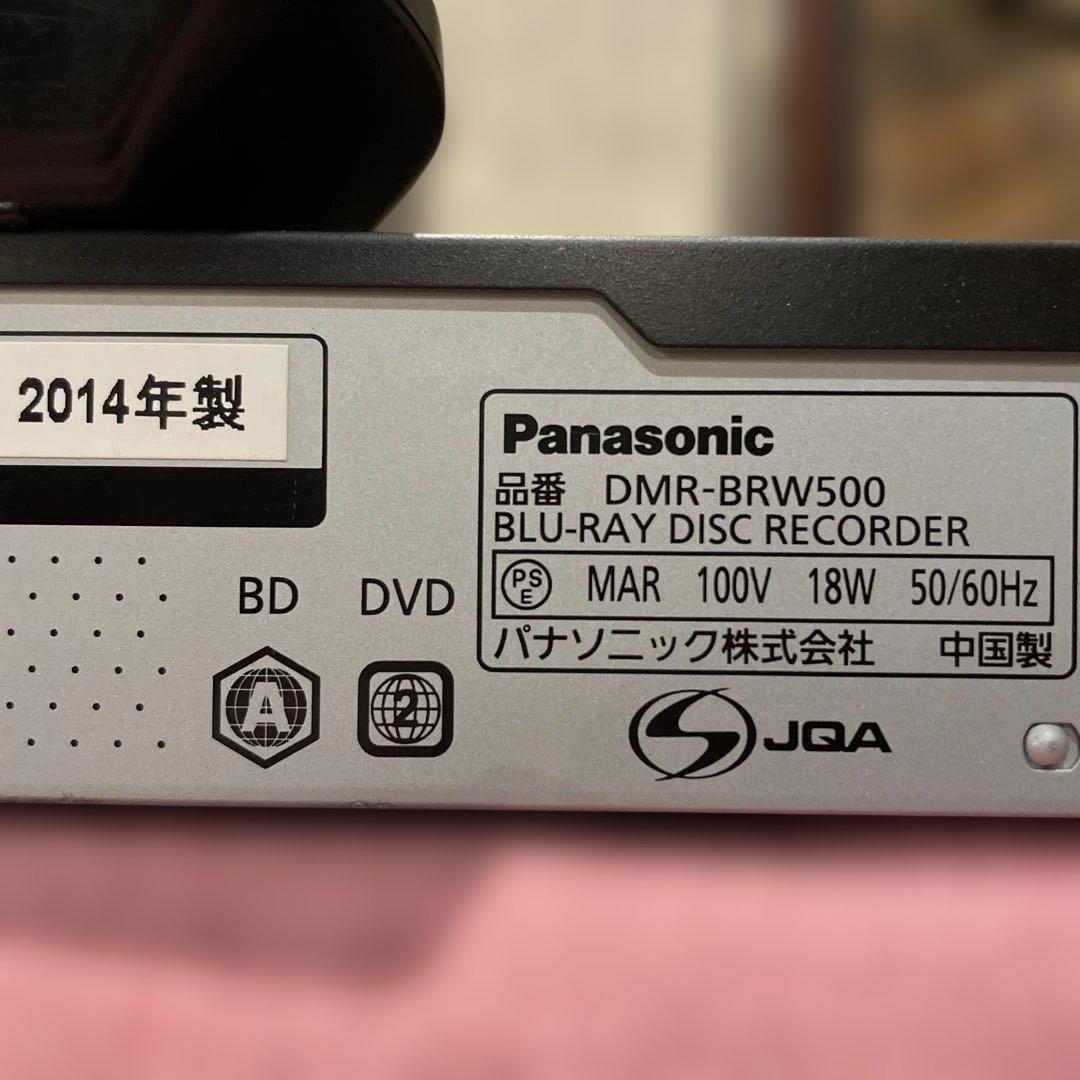 2014年製
Panasonic
品番 DMR-BRW500
BLU-RAY DISC RECORDER
PSE MAR 100V 18W 50/60Hz
パナソニック株式会社 中国製
BD DVD
A 2
S JQA